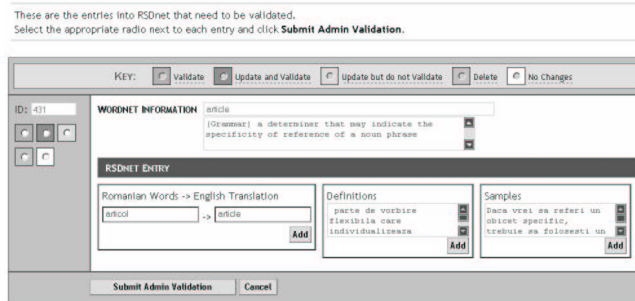 These are the entries into RSDnet that need to be validated.
Select the appropriate radio next to each entry and click Submit Admin Validation.
KEY: Validate Update and Validate Update but do not Validate Delete No Changes
ID: 431
WORDNET INFORMATION article
(Grammar) a determiner that may indicate the
specificity of reference of a noun phrase
RSDNET ENTRY
Romanian Words -> English Translation
articol -> article
Add
Definitions
parte de vorbire
flexibila care
individualizeaza
Add
Samples
Daca vrei sa referi un
obicet specific,
trebuie sa folosesti un
Add
Submit Admin Validation Cancel